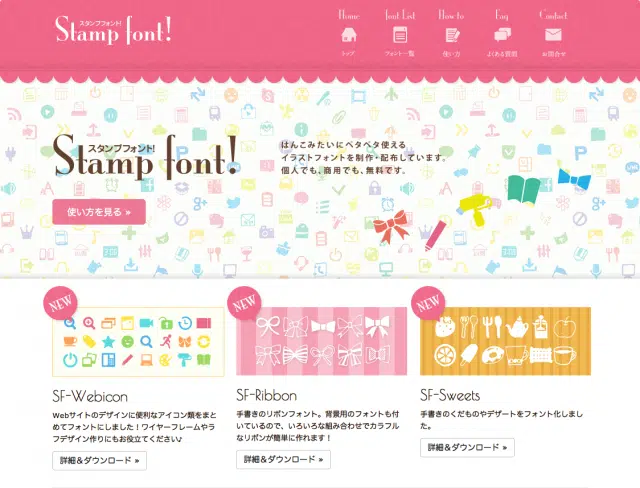 スタンプフォント!
Stamp font!
Home
font List
How to
Faq
Contact
トップ
フォント一覧
使い方
よくある質問
お問合せ
スタンプフォント!
Stamp font!
はんこみたいにペタペタ使える
イラストフォントを制作・配布しています。
個人でも、商用でも、無料です。
使い方を見る »
NEW
NEW
NEW
SF-Webicon
Webサイトのデザインに便利なアイコン類をまと
めてフォントにしました！ワイヤーフレームやラ
フデザイン作りにもお役立てください♪
詳細＆ダウンロード »
SF-Ribbon
手書きのリボンフォント。背景用のフォントも付
いているので、いろいろな組み合わせでカラフル
なリボンが簡単に作れます！
詳細＆ダウンロード »
SF-Sweets
手書きのくだものやデザートをフォント化しまし
た。
詳細＆ダウンロード »